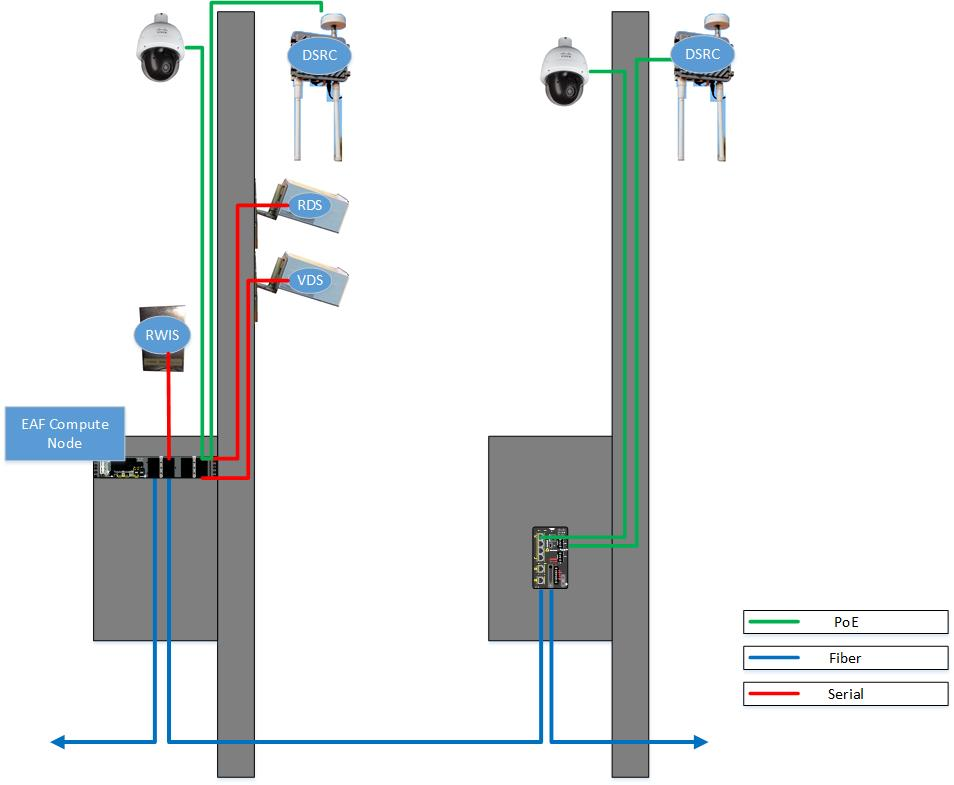 DSRC
DSRC
RDS
VDS
RWIS
EAF Compute
Node
PoE
Fiber
Serial